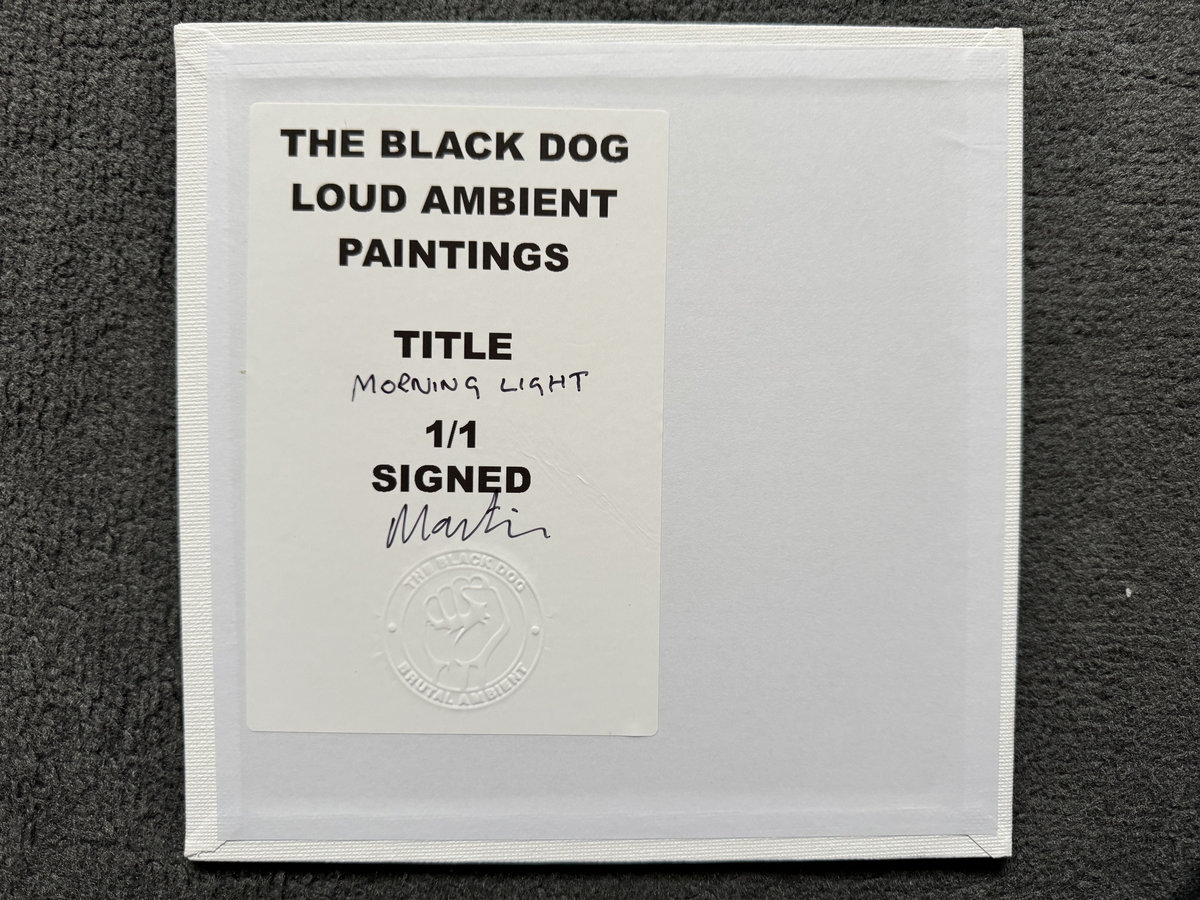 THE BLACK DOG
LOUD AMBIENT
PAINTINGS
TITLE
MORNING LIGHT
1/1
SIGNED
Martin
THE BLACK DOG
BRUTAL AMBIENT